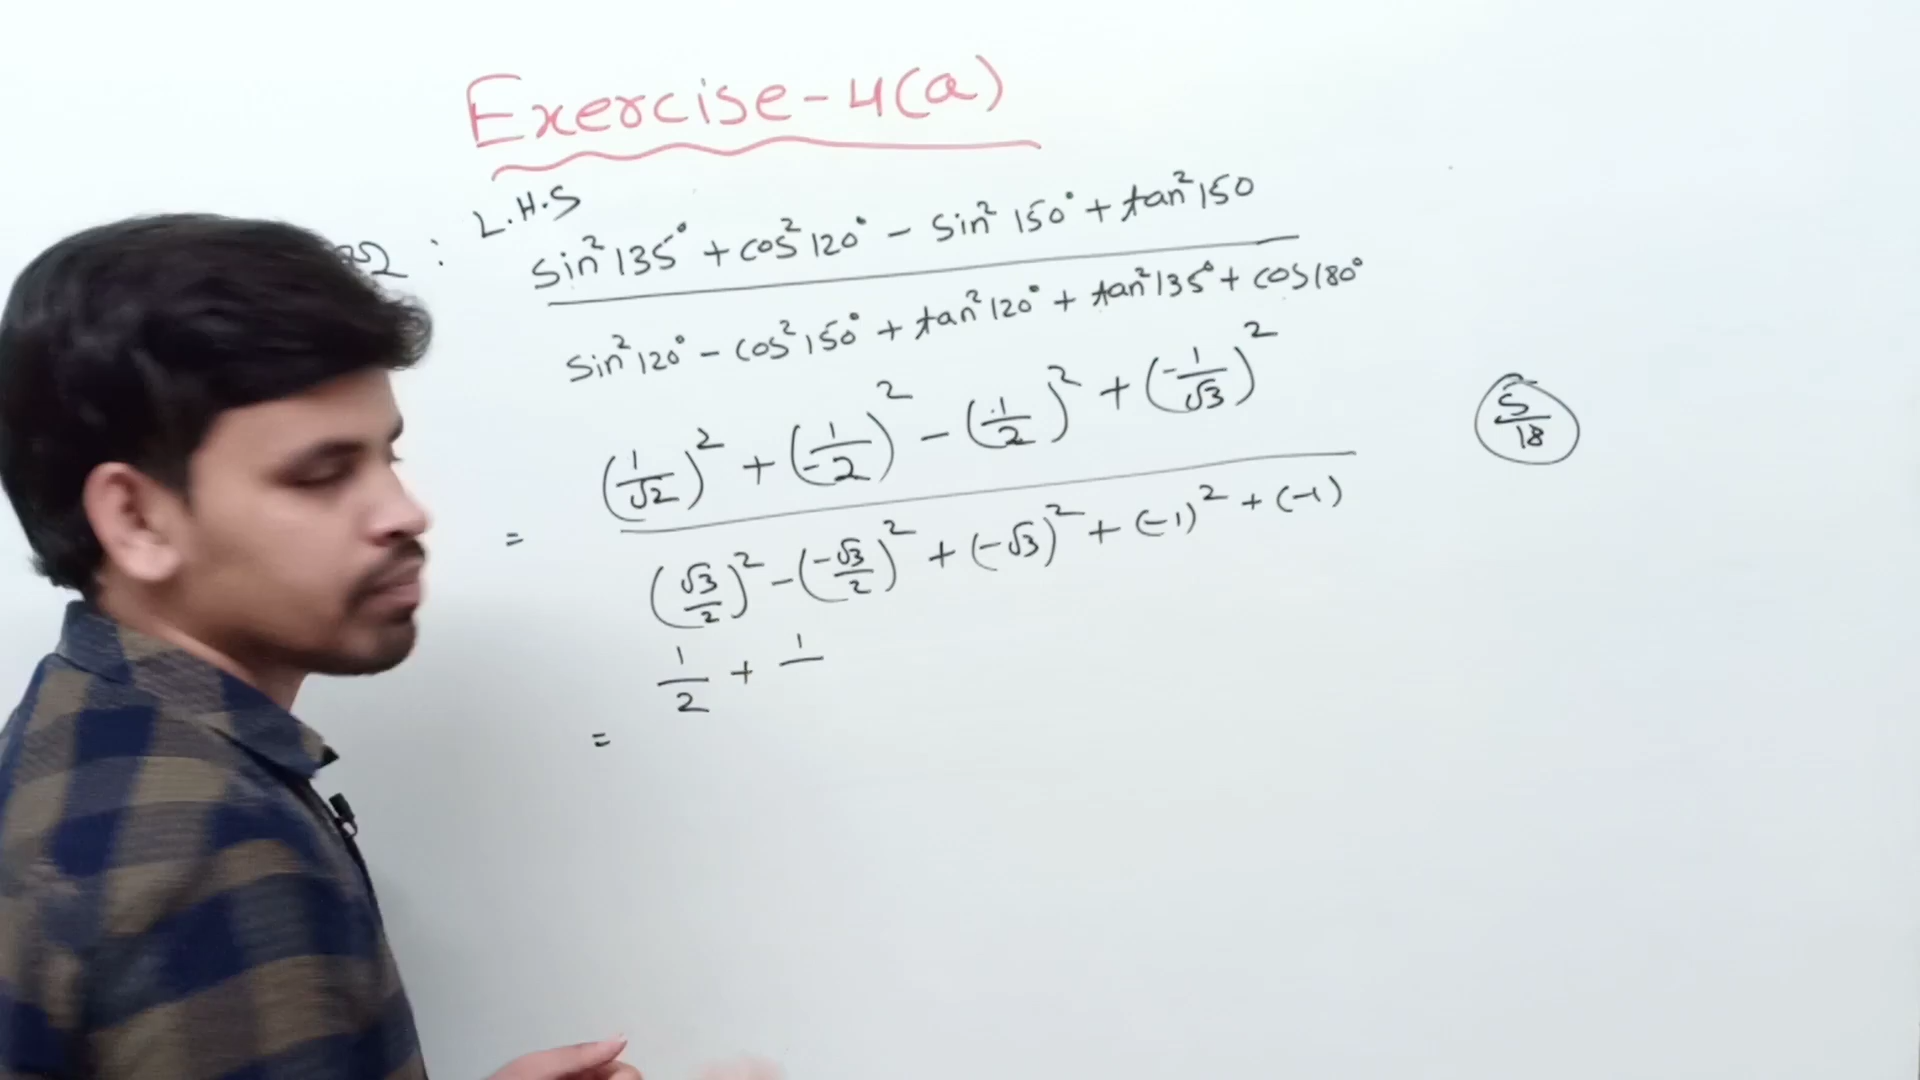 Exercise-4(a)
L.H.S
2 :
sin²135° + cos²120° - sin²150° + tan²150
sin²120° - cos²150° + tan²120° + tan²135° + cos180°
(1/√2)² + (1/-2)² - (1/2)² + (-1/√3)²
=
(√3/2)² - (-√3/2)² + (-√3)² + (-1)² + (-1)
5/18
1/2 + 1
=